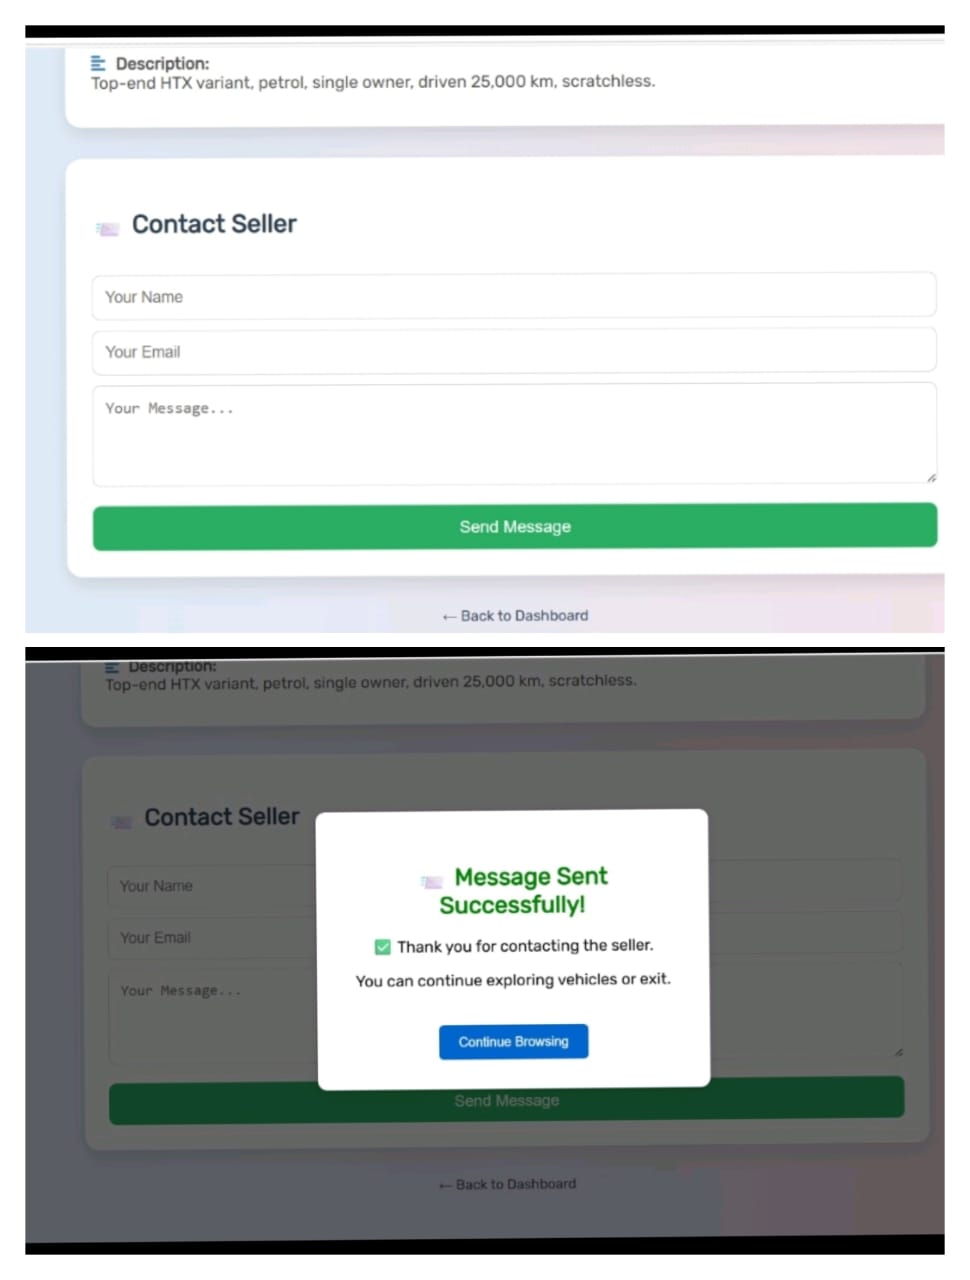 Description:
Top-end HTX variant, petrol, single owner, driven 25,000 km, scratchless.
Contact Seller
Your Name
Your Email
Your Message...
Send Message
← Back to Dashboard
Description:
Top-end HTX variant, petrol, single owner, driven 25,000 km, scratchless.
Contact Seller
Your Name
Your Email
Your Message...
Message Sent
Successfully!
Thank you for contacting the seller.
You can continue exploring vehicles or exit.
Continue Browsing
Send Message
← Back to Dashboard